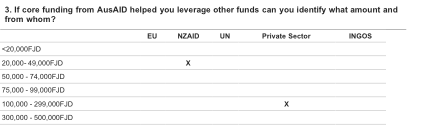 3. If core funding from AusAID helped you leverage other funds can you identify what amount and
from whom?
EU NZAID UN Private Sector INGOS
<20,000FJD
20,000- 49,000FJD X
50,000 - 74,000FJD
75,000 - 99,000FJD
100,000 - 299,000FJD X
300,000 - 500,000FJD